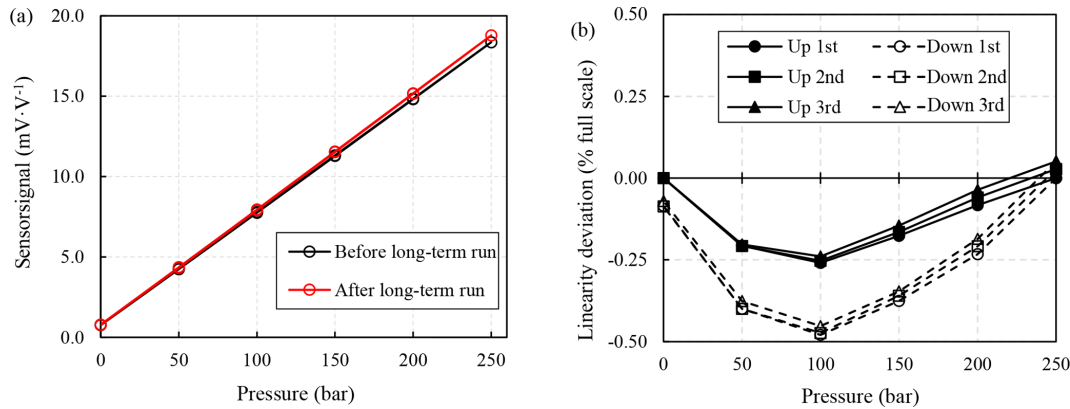 (a)
20.0
15.0
10.0
5.0
0.0
Sensorsignal (mV·V⁻¹)
Before long-term run
After long-term run
0 50 100 150 200 250
Pressure (bar)
(b)
0.50
0.25
0.00
-0.25
-0.50
Linearity deviation (% full scale)
Up 1st Down 1st
Up 2nd Down 2nd
Up 3rd Down 3rd
0 50 100 150 200 250
Pressure (bar)